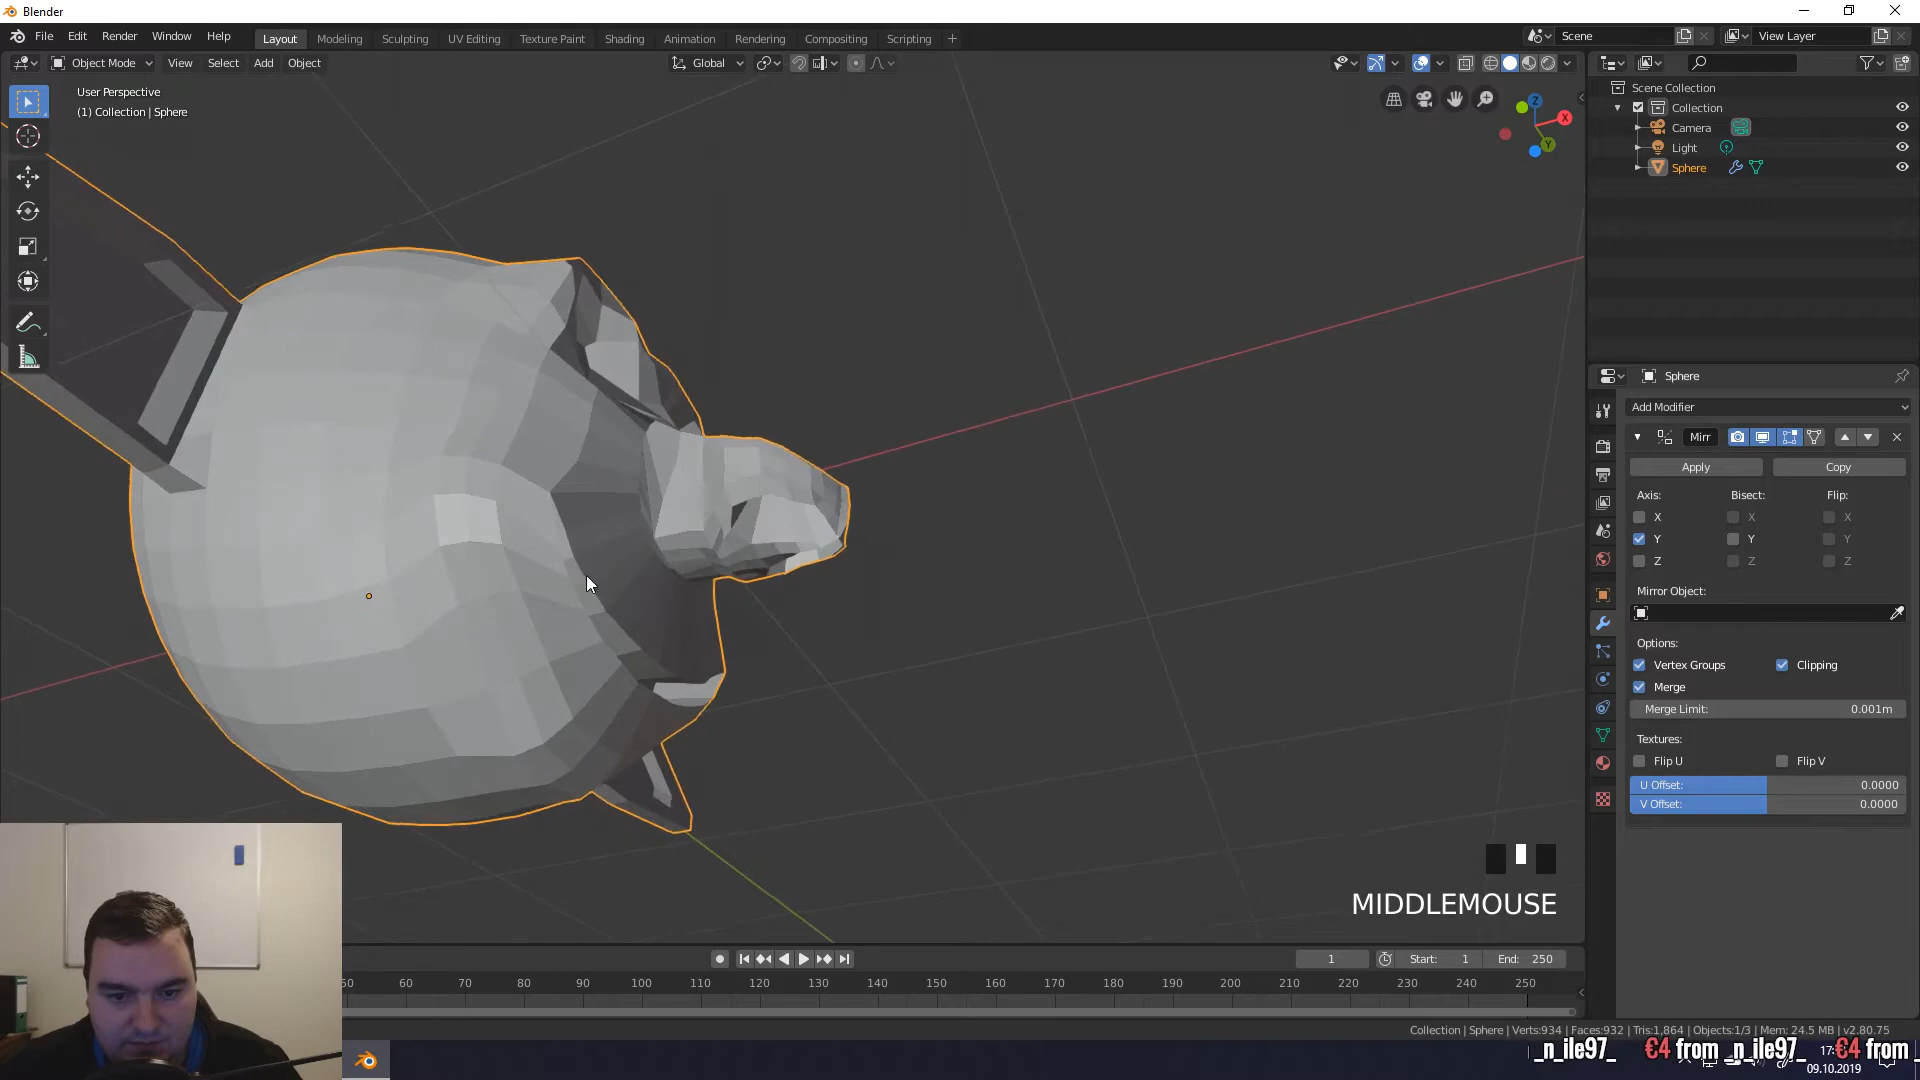 Blender
File Edit Render Window Help Layout Modeling Sculpting UV Editing Texture Paint Shading Animation Rendering Compositing Scripting + Scene View Layer
Object Mode View Select Add Object Global
User Perspective
(1) Collection | Sphere
Z
X
Y
Scene Collection
Collection
Camera
Light
Sphere
Sphere
Add Modifier
Mirr
Apply Copy
Axis: Bisect: Flip:
X X X
Y Y Y
Z Z Z
Mirror Object:
Options:
Vertex Groups Clipping
Merge
Merge Limit: 0.001m
Textures:
Flip U Flip V
U Offset: 0.0000
V Offset: 0.0000
MIDDLEMOUSE
1 Start: 1 End: 250
50 60 70 80 90 100 110 120 130 140 150 160 170 180 190 200 210 220 230 240 250
Collection | Sphere | Verts:934 | Faces:932 | Tris:1,864 | Objects:1/3 | Mem: 24.5 MB | v2.80.75
_n_ile97_ €4 from _n_ile97_ €4 from
09.10.2019